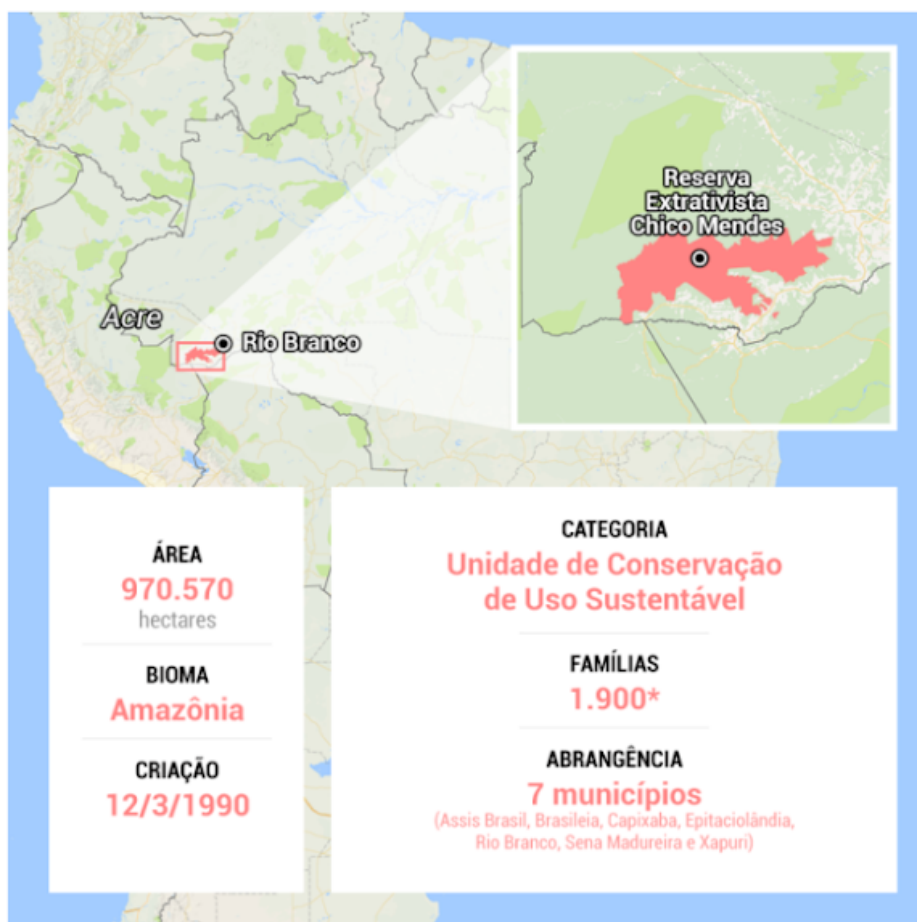 Reserva
Extrativista
Chico Mendes
Acre
Rio Branco
ÁREA
970.570
hectares
BIOMA
Amazônia
CRIAÇÃO
12/3/1990
CATEGORIA
Unidade de Conservação
de Uso Sustentável
FAMÍLIAS
1.900*
ABRANGÊNCIA
7 municípios
(Assis Brasil, Brasileia, Capixaba, Epitaciolândia,
Rio Branco, Sena Madureira e Xapuri)